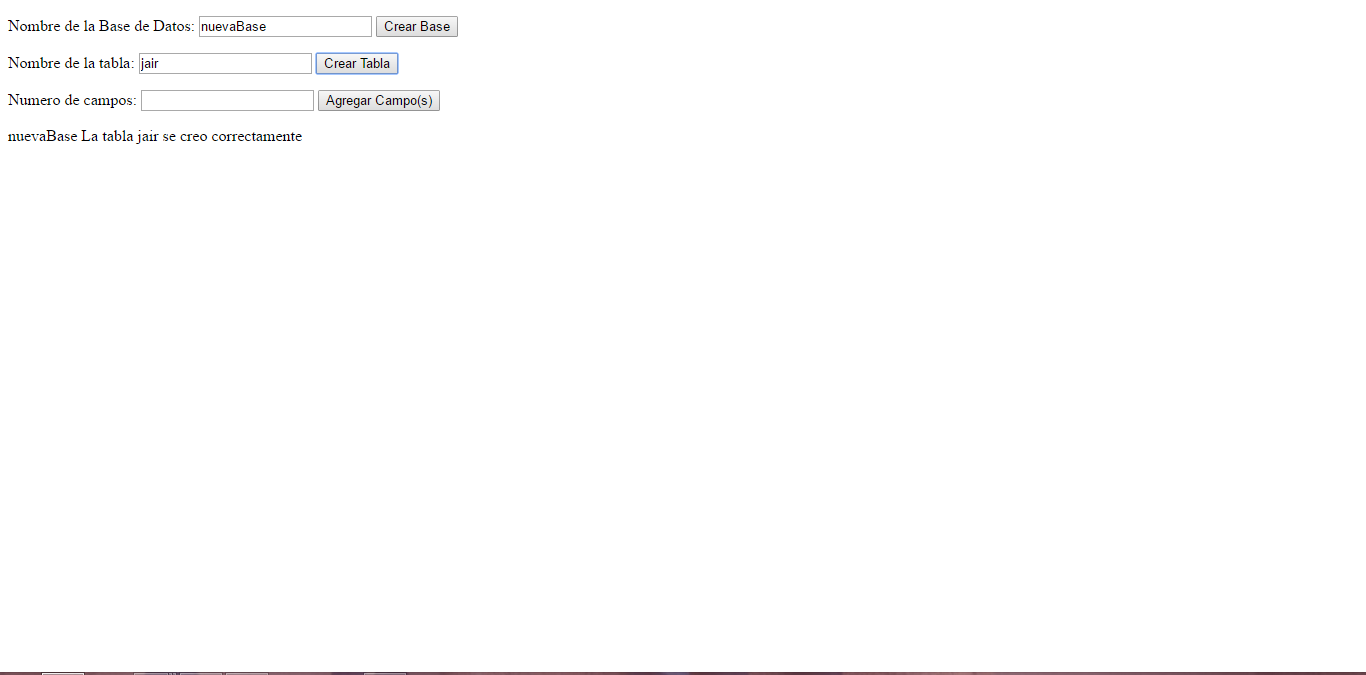 Nombre de la Base de Datos: nuevaBase Crear Base
Nombre de la tabla: jair Crear Tabla
Numero de campos: Agregar Campo(s)
nuevaBase La tabla jair se creo correctamente